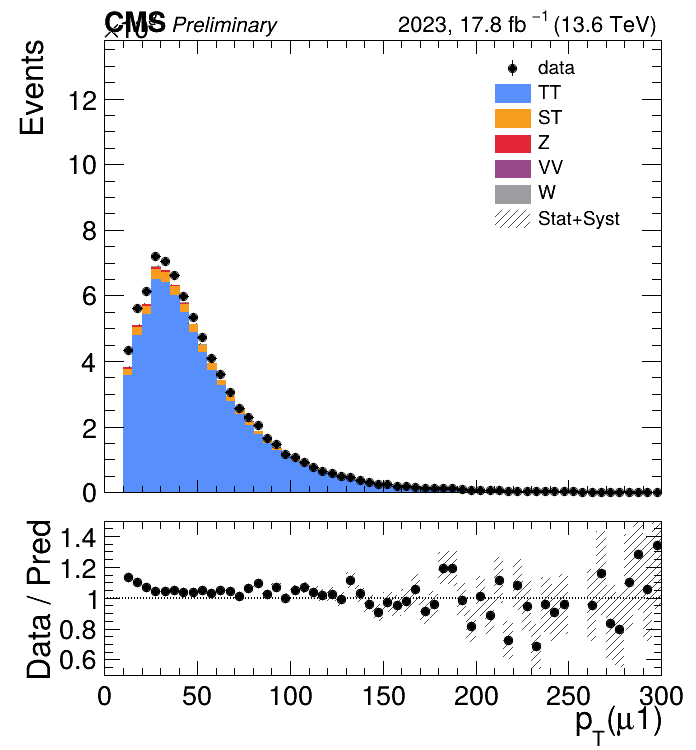 CMS Preliminary 2023, 17.8 fb⁻¹ (13.6 TeV)
Events
data
TT
ST
Z
VV
W
Stat+Syst
12
10
8
6
4
2
0
Data / Pred
1.4
1.2
1
0.8
0.6
0 50 100 150 200 250 300
p_T(μ1)